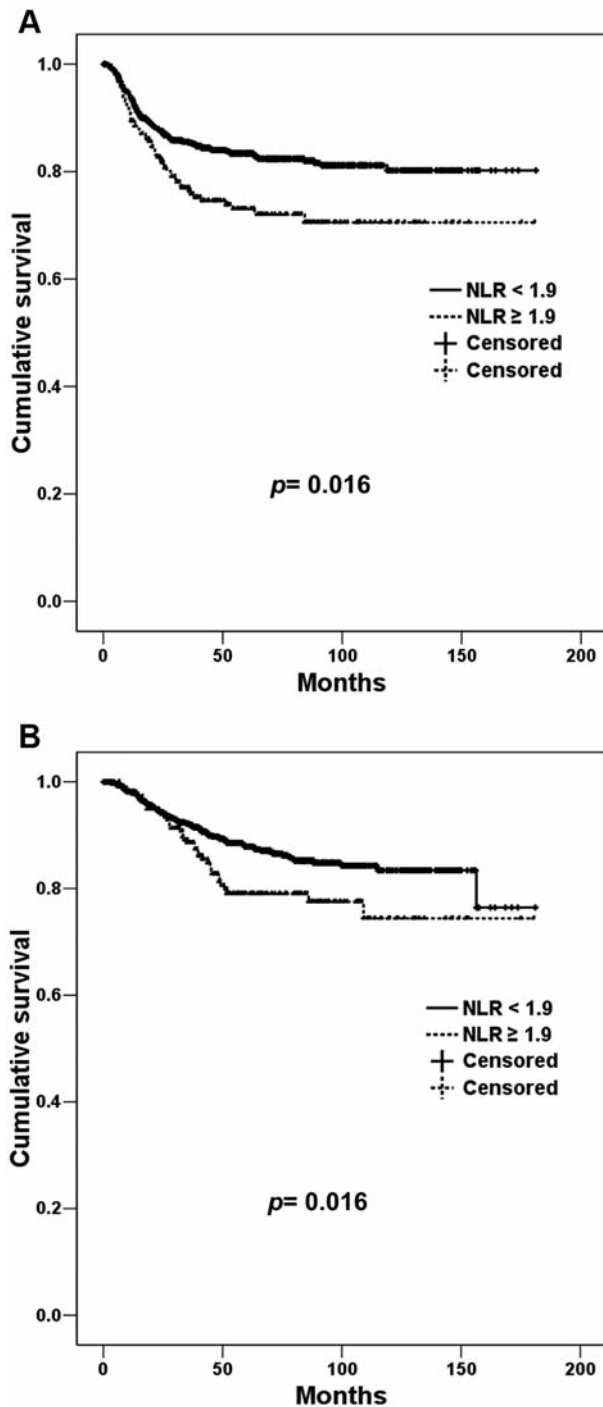 A
1.0
0.8
0.6
0.4
0.2
0.0
Cumulative survival
NLR < 1.9
NLR ≥ 1.9
Censored
Censored
p= 0.016
0 50 100 150 200
Months
B
1.0
0.8
0.6
0.4
0.2
0.0
Cumulative survival
NLR < 1.9
NLR ≥ 1.9
Censored
Censored
p= 0.016
0 50 100 150 200
Months